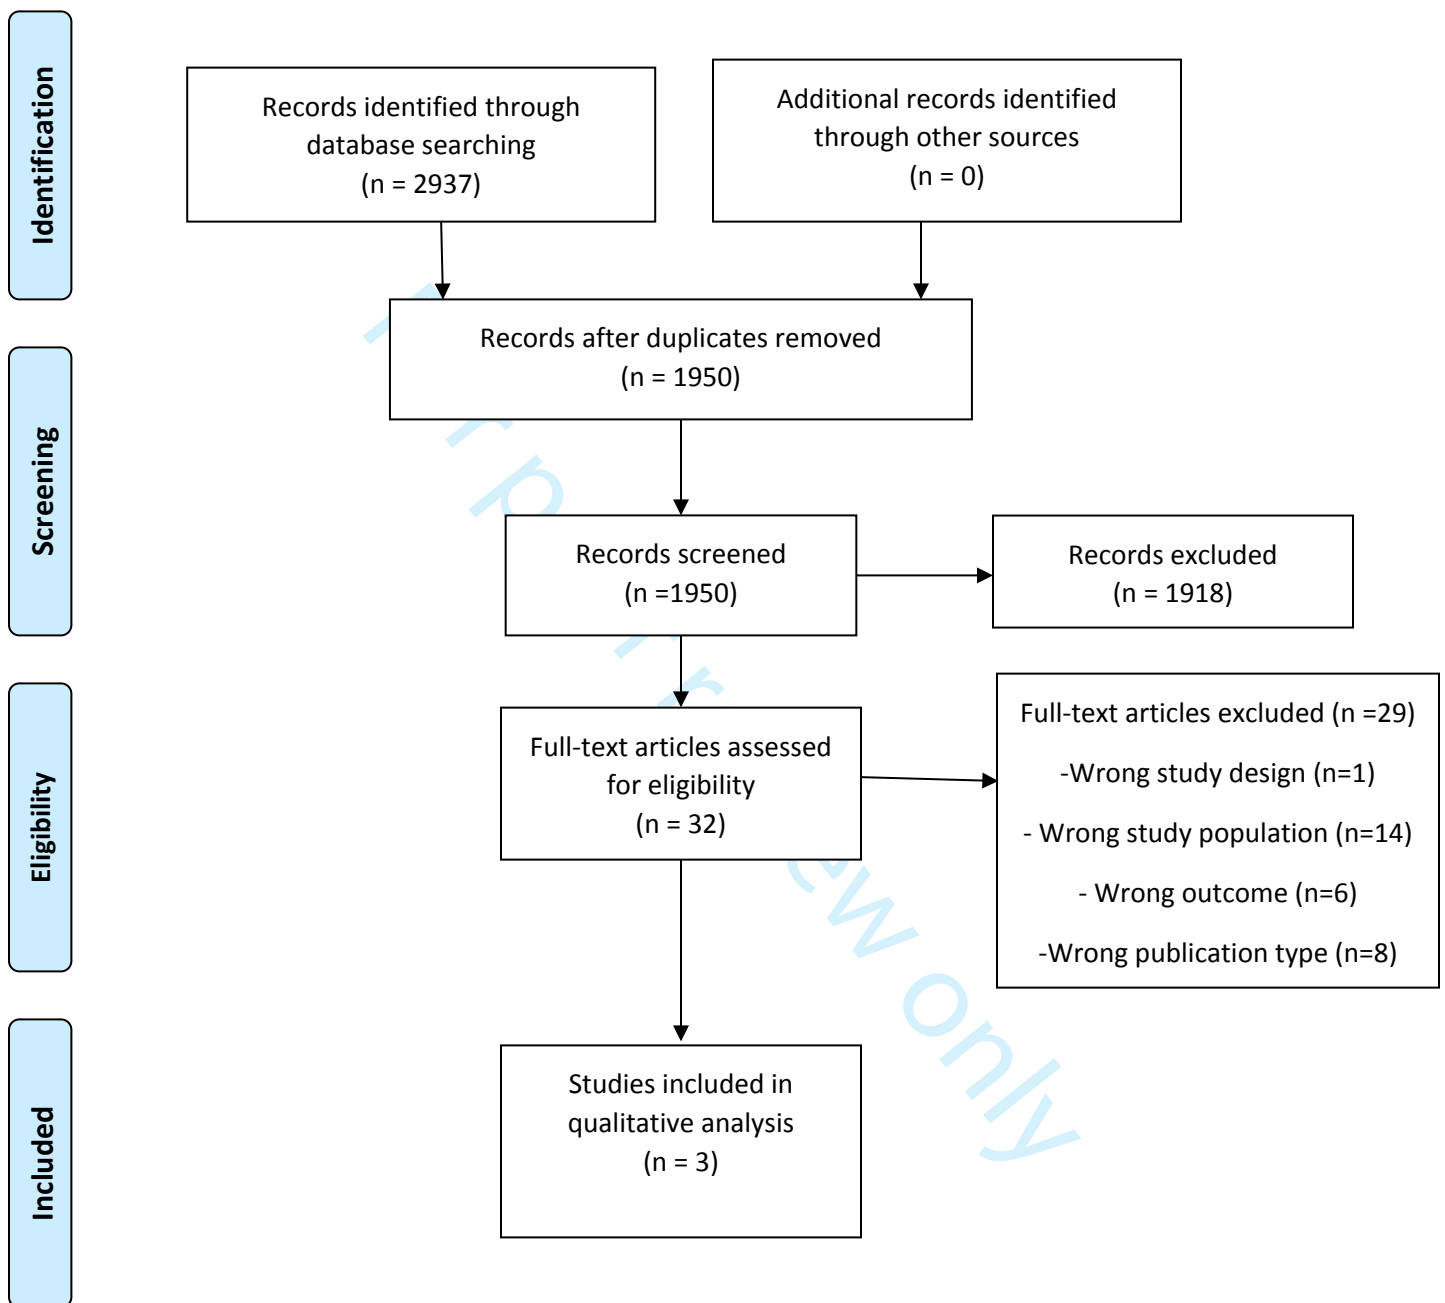 Identification
Records identified through
database searching
(n = 2937)
Additional records identified
through other sources
(n = 0)
Records after duplicates removed
(n = 1950)
Screening
Records screened
(n =1950)
Records excluded
(n = 1918)
Eligibility
Full-text articles assessed
for eligibility
(n = 32)
Full-text articles excluded (n =29)
-Wrong study design (n=1)
- Wrong study population (n=14)
- Wrong outcome (n=6)
-Wrong publication type (n=8)
Included
Studies included in
qualitative analysis
(n = 3)
only